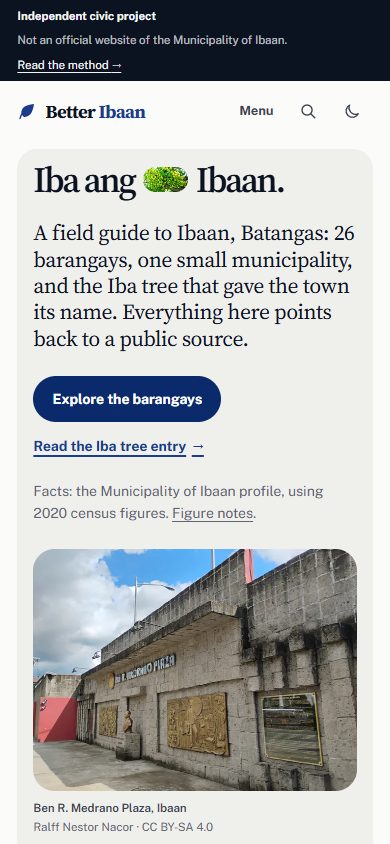 Independent civic project
Not an official website of the Municipality of Ibaan.
Read the method →
Better Ibaan
Menu
Iba ang Ibaan.
A field guide to Ibaan, Batangas: 26
barangays, one small municipality,
and the Iba tree that gave the town
its name. Everything here points
back to a public source.
Explore the barangays
Read the Iba tree entry →
Facts: the Municipality of Ibaan profile, using
2020 census figures. Figure notes.
R. MEDRANO PLAZA
Ben R. Medrano Plaza, Ibaan
Ralff Nestor Nacor · CC BY-SA 4.0